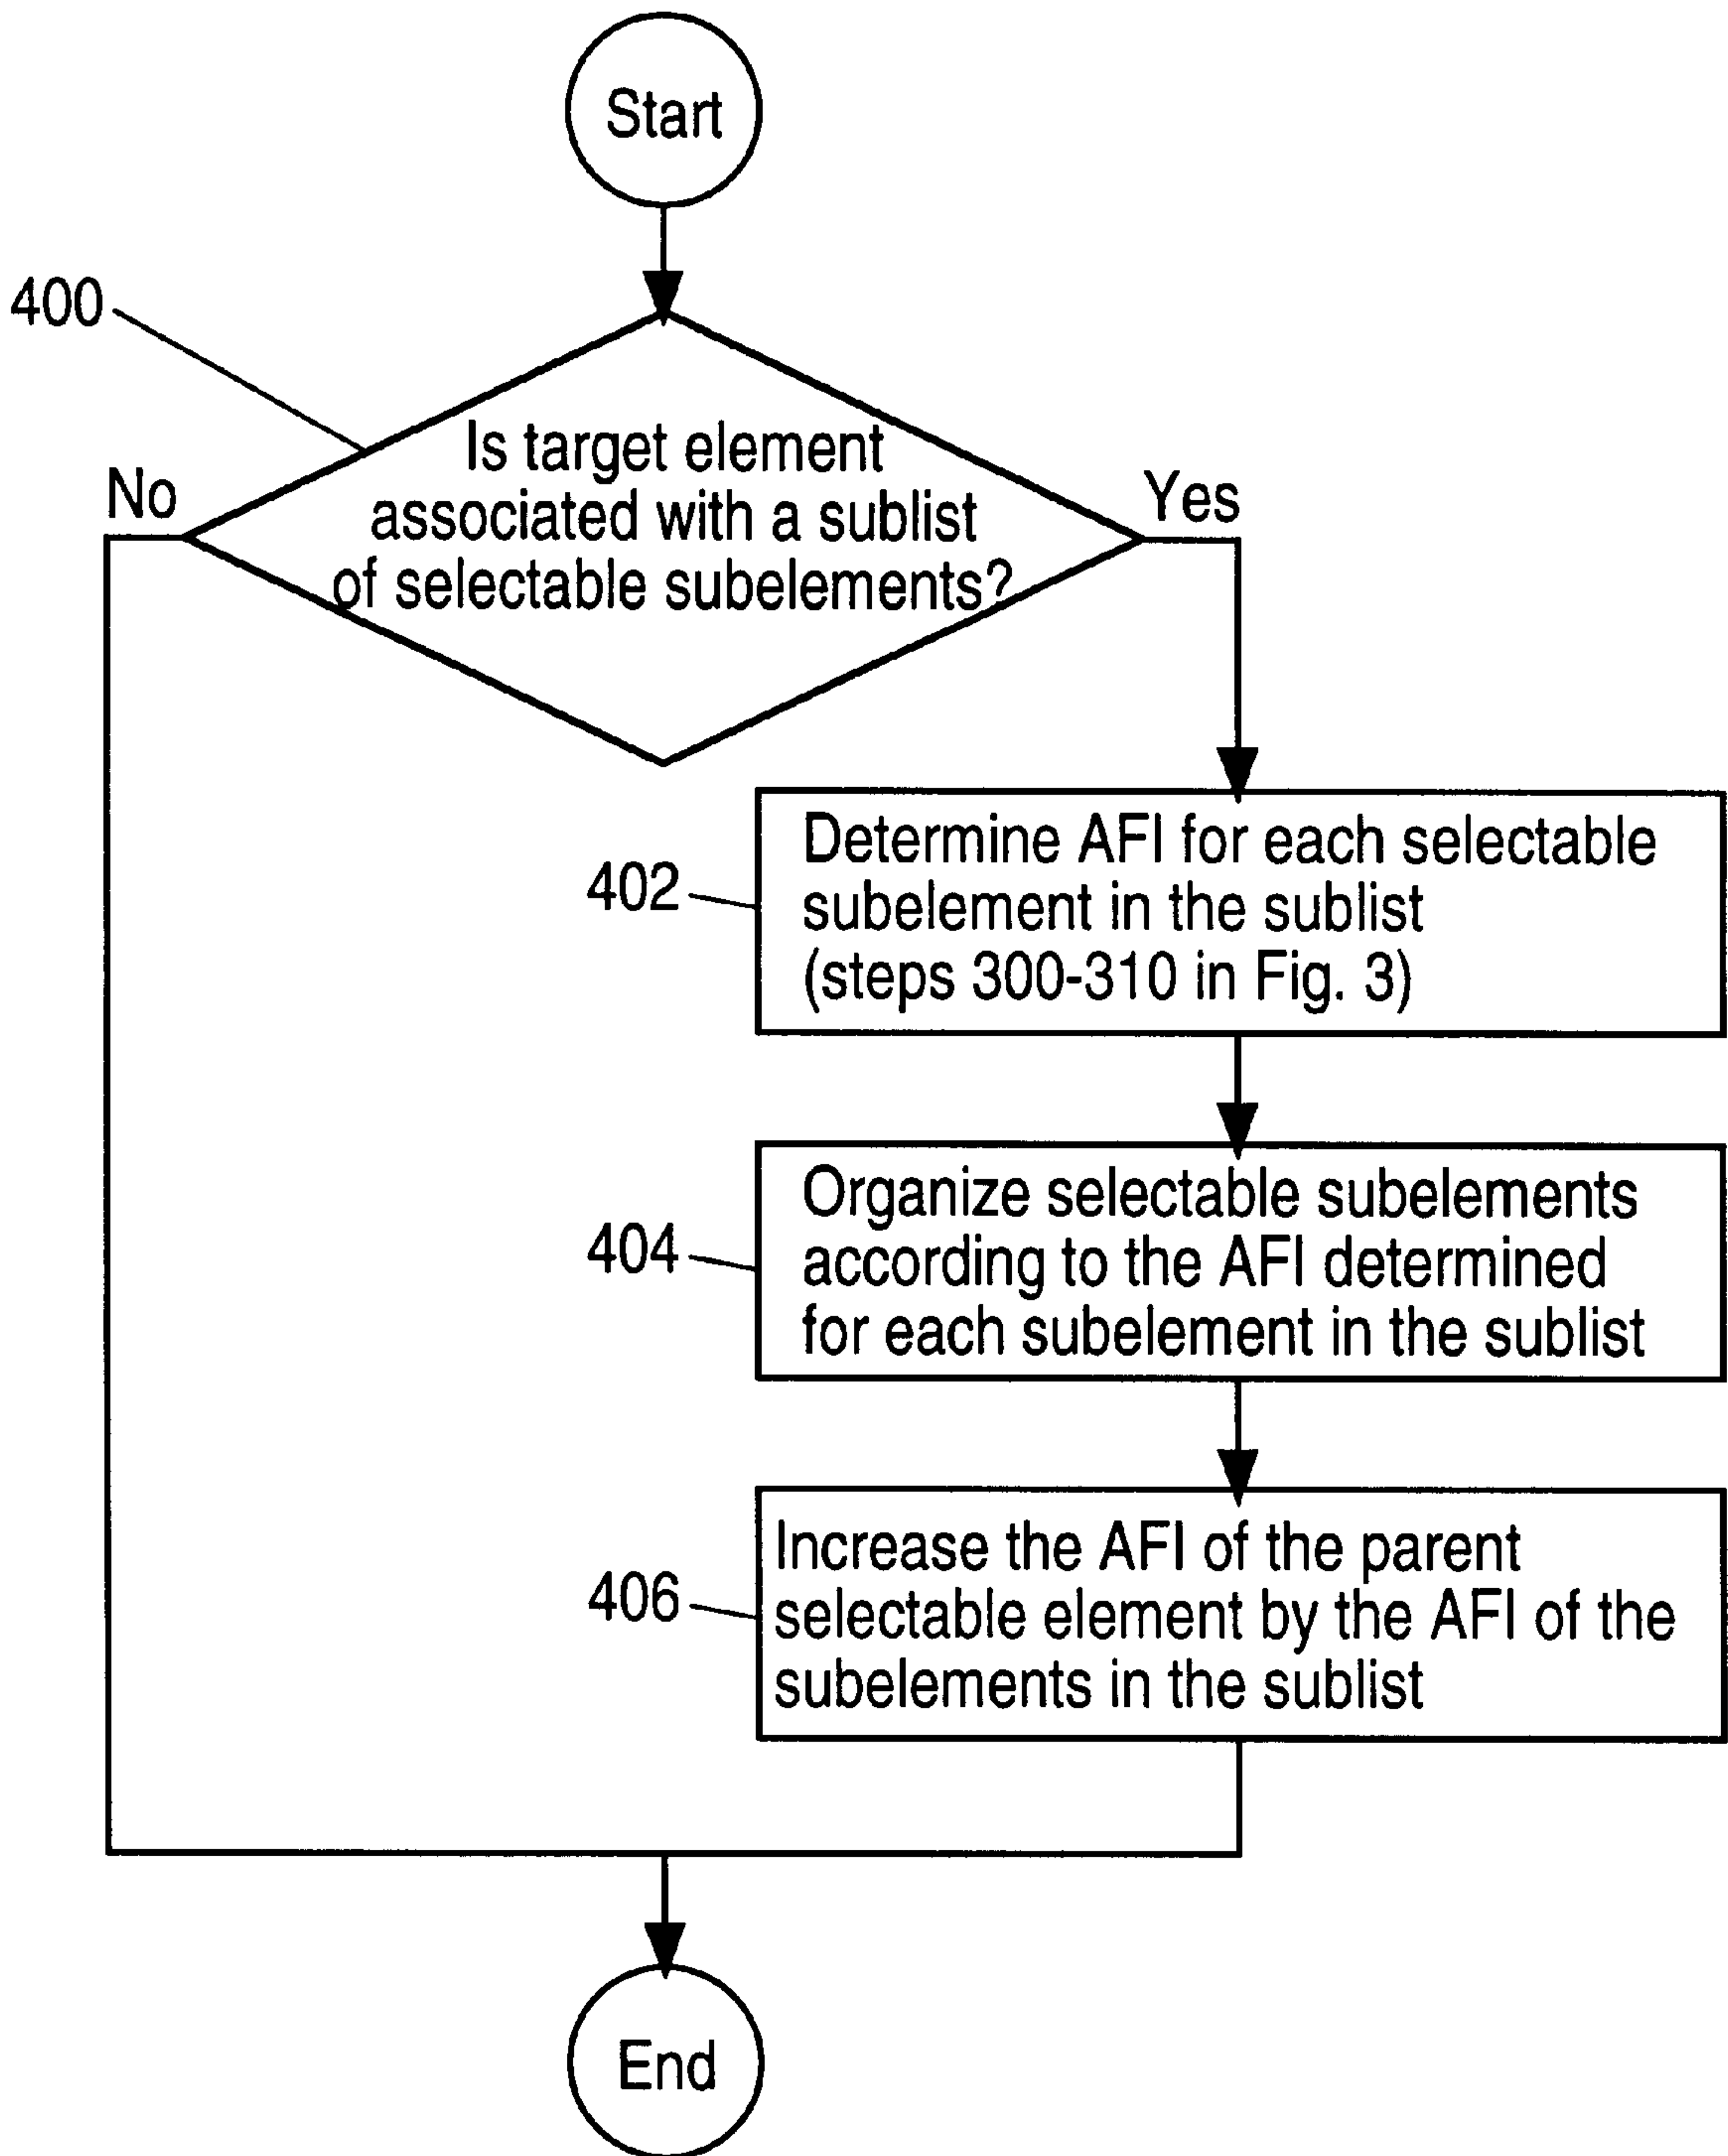 Start
400
Is target element
associated with a sublist
of selectable subelements?
No
Yes
402
Determine AFI for each selectable
subelement in the sublist
(steps 300-310 in Fig. 3)
404
Organize selectable subelements
according to the AFI determined
for each subelement in the sublist
406
Increase the AFI of the parent
selectable element by the AFI of the
subelements in the sublist
End